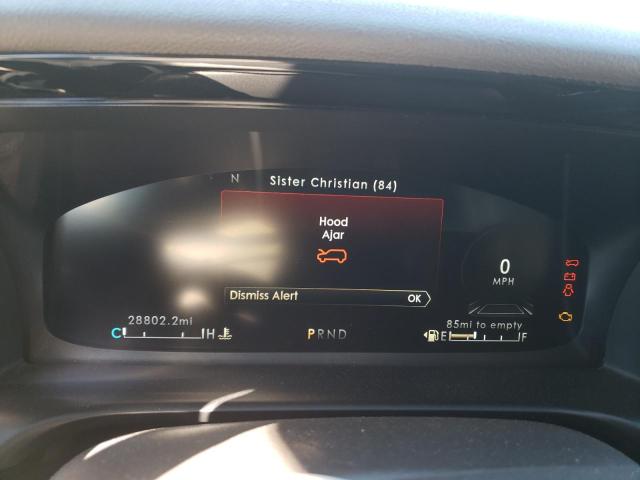 N
Sister Christian (84)
Hood
Ajar
Dismiss Alert OK
0
MPH
28802.2mi
85mi to empty
C H
PRND
E F